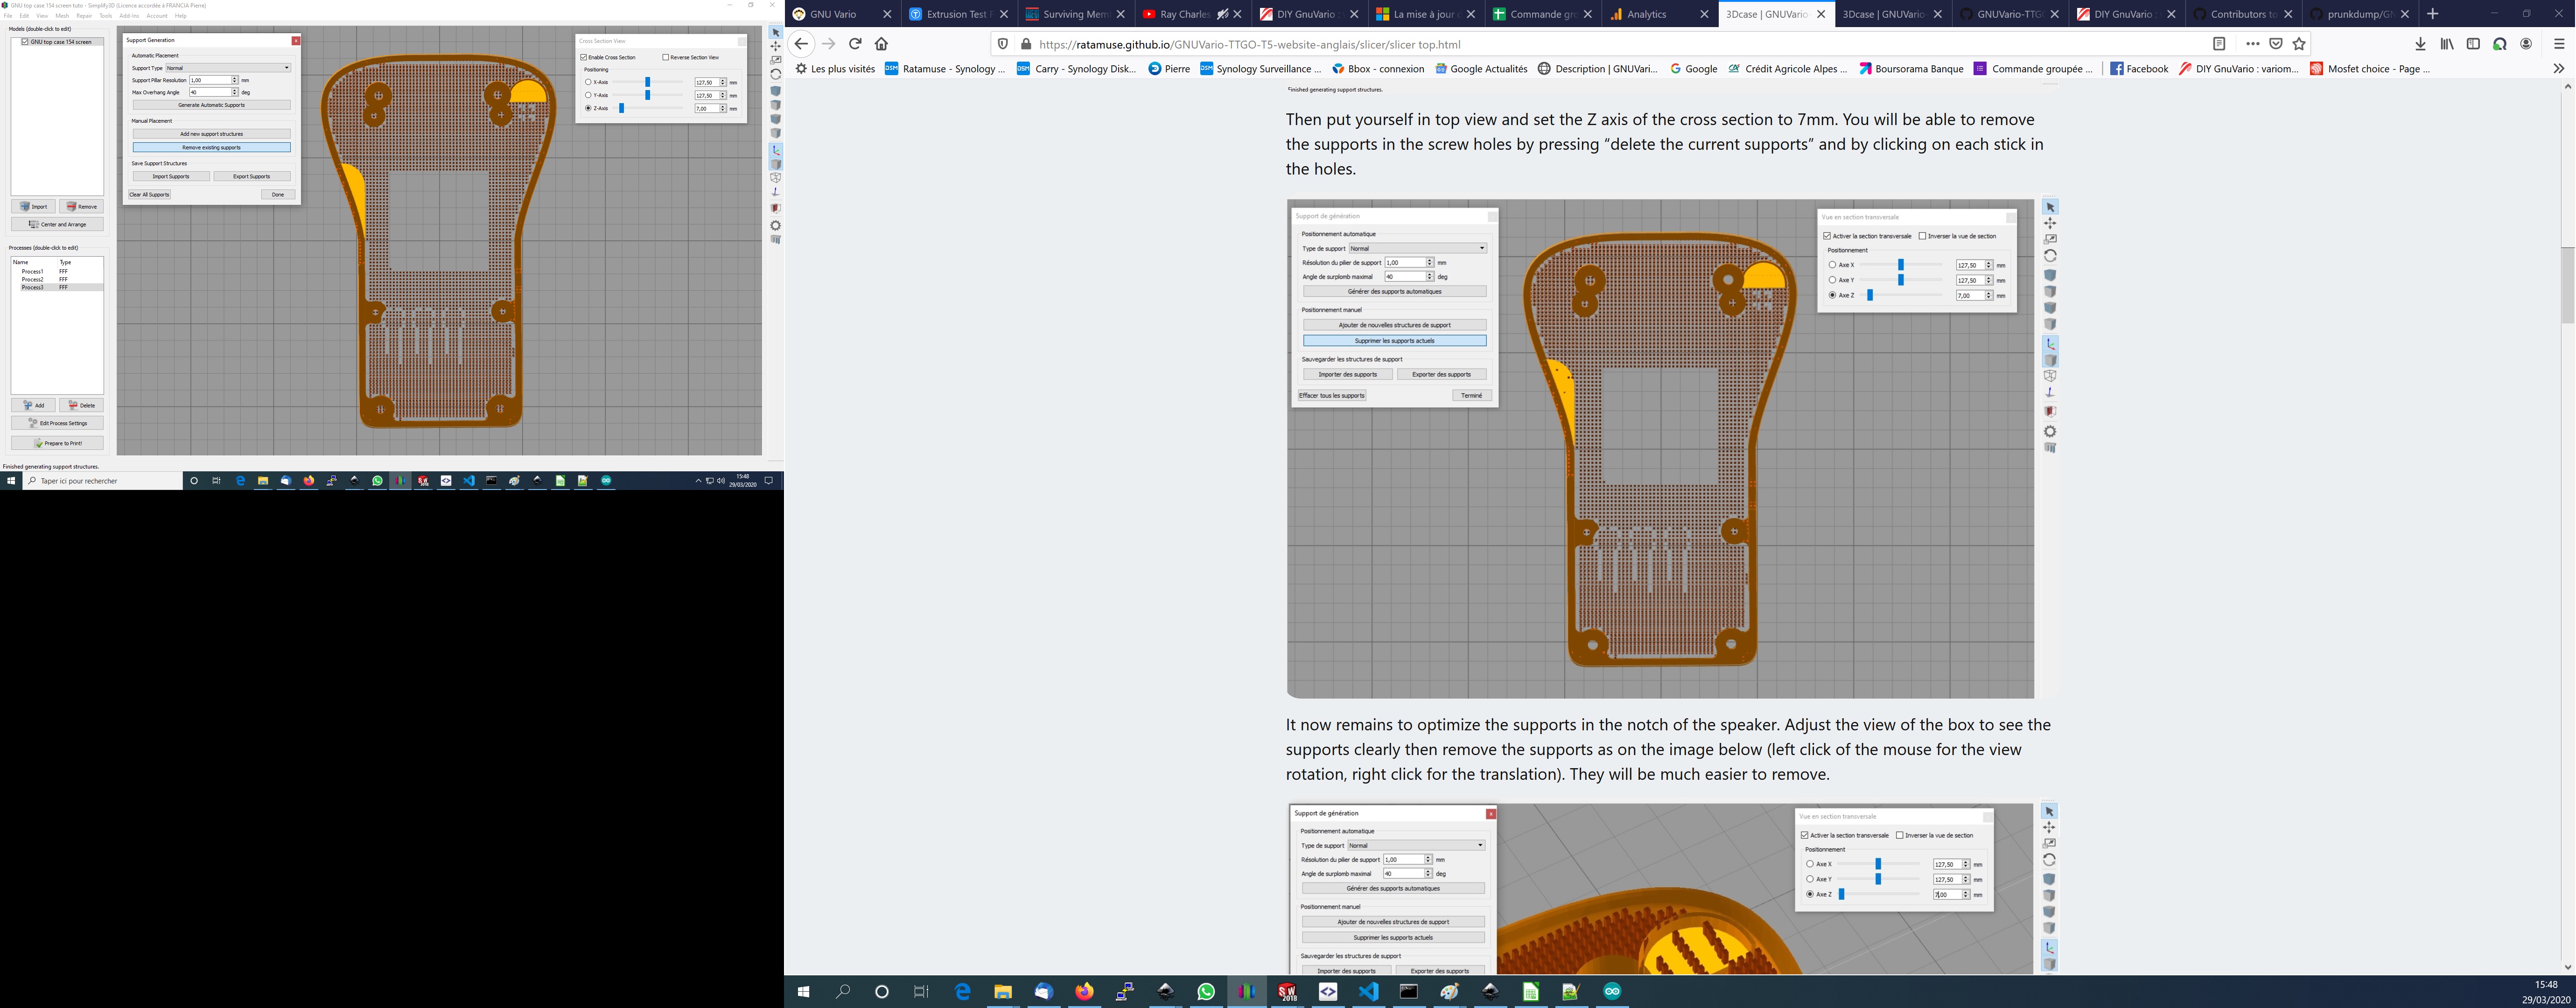 GNU top case 154 screen tuto - Simplify3D (Licence accordée à FRANCIA Pierre)
File Edit View Mesh Repair Tools Add-Ins Account Help
Models (double-click to edit)
GNU top case 154 screen
Import Remove
Center and Arrange
Processes (double-click to edit)
Name Type
Process1 FFF
Process2 FFF
Process3 FFF
Add Delete
Edit Process Settings
Prepare to Print!
Finished generating support structures.
Support Generation
Automatic Placement
Support Type Normal
Support Pillar Resolution 1,00 mm
Max Overhang Angle 40 deg
Generate Automatic Supports
Manual Placement
Add new support structures
Remove existing supports
Save Support Structures
Import Supports Export Supports
Clear All Supports Done
Cross Section View
Enable Cross Section Reverse Section View
Positioning
X-Axis 127,50 mm
Y-Axis 127,50 mm
Z-Axis 7,00 mm
Taper ici pour rechercher
15:48
29/03/2020
GNU Vario
Extrusion Test
Surviving Mem
Ray Charles
DIY GnuVario :
La mise à jour
Commande gr
Analytics
3Dcase | GNUVario
3Dcase | GNUVario
GNUVario-TTG
DIY GnuVario :
Contributors to
prunkdump/GN
https://ratamuse.github.io/GNUVario-TTGO-T5-website-anglais/slicer/slicer top.html
Les plus visités
Ratamuse - Synology ...
Carry - Synology Disk...
Pierre
Synology Surveillance ...
Bbox - connexion
Google Actualités
Description | GNUVari...
Google
Crédit Agricole Alpes ...
Boursorama Banque
Commande groupée ...
Facebook
DIY GnuVario : variom...
Mosfet choice - Page ...
Finished generating support structures.
Then put yourself in top view and set the Z axis of the cross section to 7mm. You will be able to remove
the supports in the screw holes by pressing “delete the current supports” and by clicking on each stick in
the holes.
Support de génération
Positionnement automatique
Type de support Normal
Résolution du pilier de support 1,00 mm
Angle de surplomb maximal 40 deg
Générer des supports automatiques
Positionnement manuel
Ajouter de nouvelles structures de support
Supprimer les supports actuels
Sauvegarder les structures de support
Importer des supports Exporter des supports
Effacer tous les supports Terminé
Vue en section transversale
Activer la section transversale Inverser la vue de section
Positionnement
Axe X 127,50 mm
Axe Y 127,50 mm
Axe Z 7,00 mm
It now remains to optimize the supports in the notch of the speaker. Adjust the view of the box to see the
supports clearly then remove the supports as on the image below (left click of the mouse for the view
rotation, right click for the translation). They will be much easier to remove.
Support de génération
Positionnement automatique
Type de support Normal
Résolution du pilier de support 1,00 mm
Angle de surplomb maximal 40 deg
Générer des supports automatiques
Positionnement manuel
Ajouter de nouvelles structures de support
Supprimer les supports actuels
Sauvegarder les structures de support
Importer des supports Exporter des supports
Vue en section transversale
Activer la section transversale Inverser la vue de section
Positionnement
Axe X 127,50 mm
Axe Y 127,50 mm
Axe Z 7,00 mm
15:48
29/03/2020